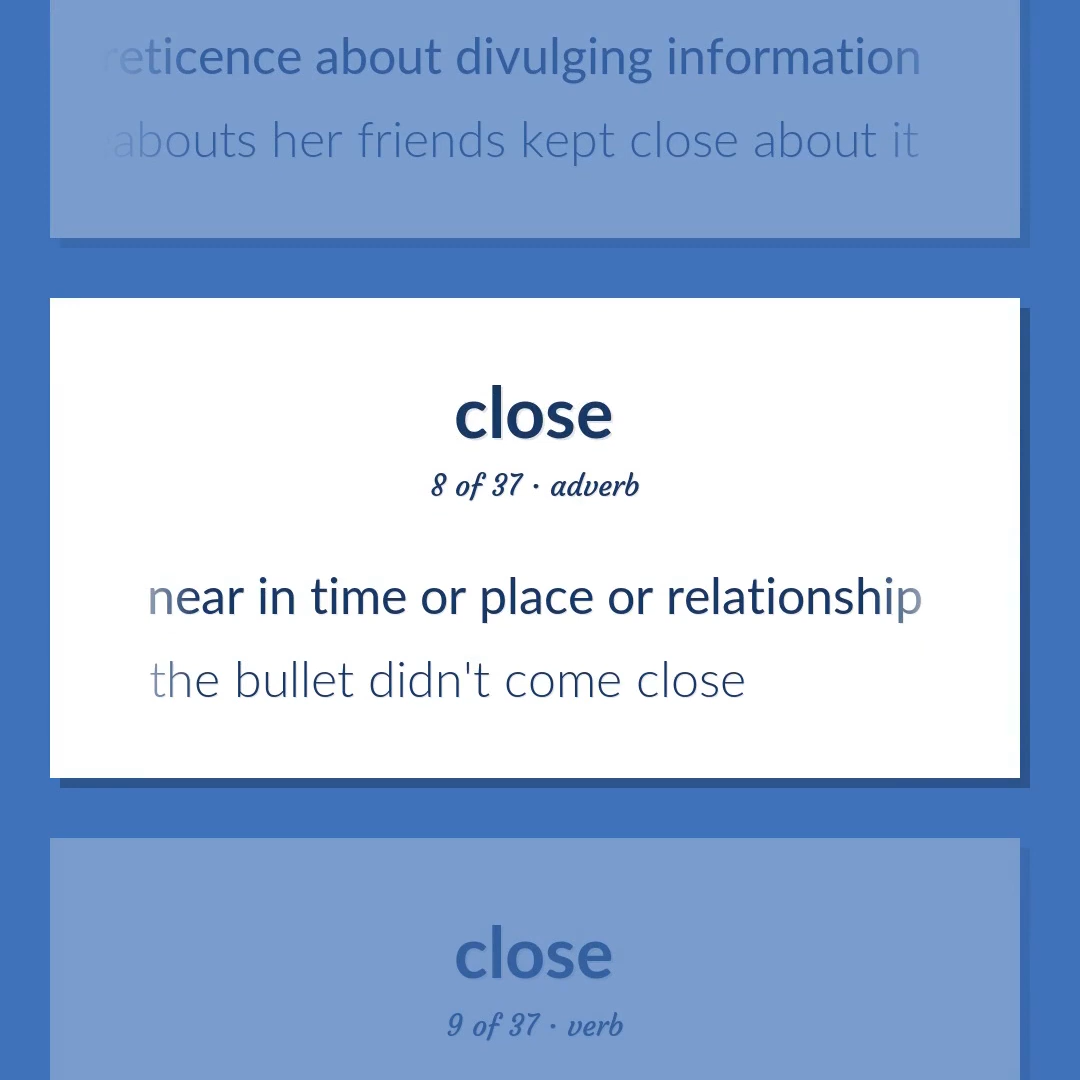 reticence about divulging information
abouts her friends kept close about it
close
8 of 37 · adverb
near in time or place or relationship
the bullet didn't come close
close
9 of 37 · verb